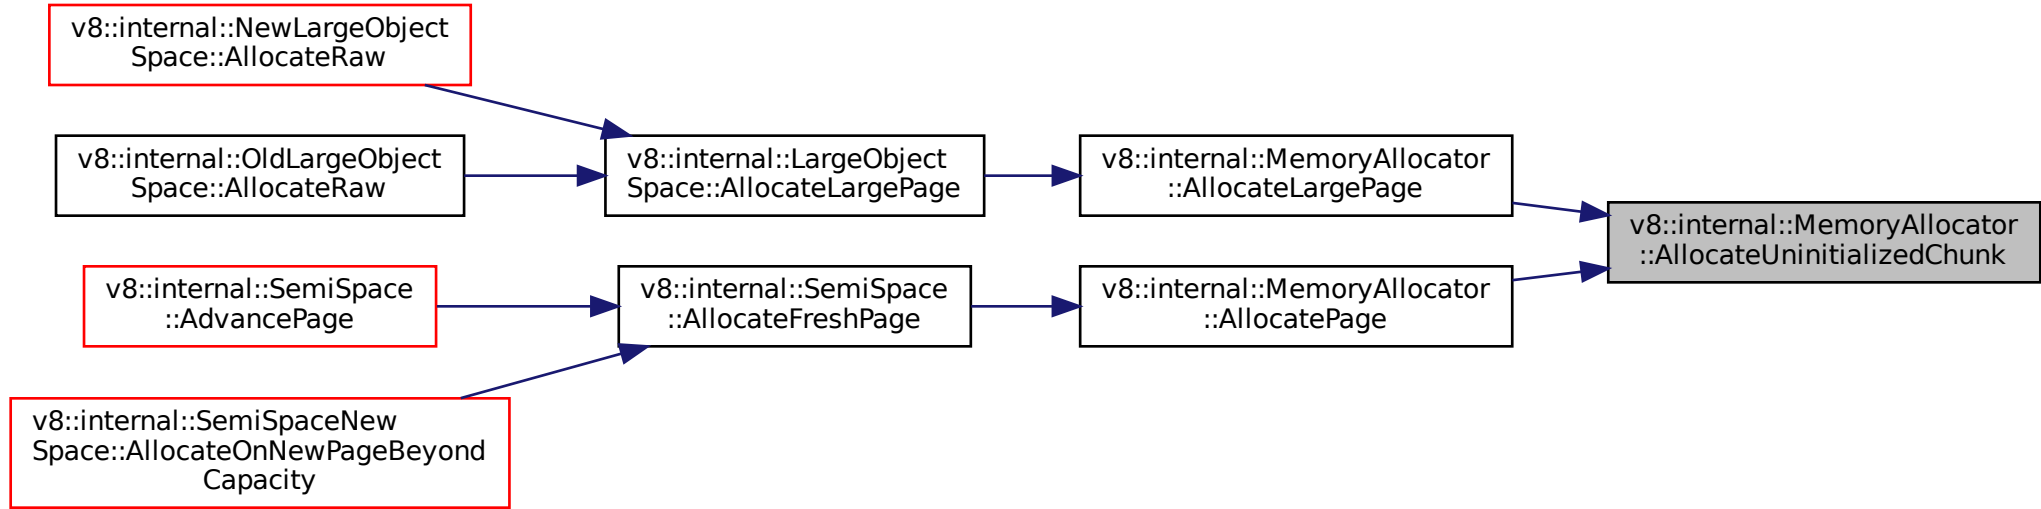 v8::internal::NewLargeObject
Space::AllocateRaw
v8::internal::OldLargeObject
Space::AllocateRaw
v8::internal::LargeObject
Space::AllocateLargePage
v8::internal::MemoryAllocator
::AllocateLargePage
v8::internal::MemoryAllocator
::AllocateUninitializedChunk
v8::internal::SemiSpace
::AdvancePage
v8::internal::SemiSpace
::AllocateFreshPage
v8::internal::MemoryAllocator
::AllocatePage
v8::internal::SemiSpaceNew
Space::AllocateOnNewPageBeyond
Capacity